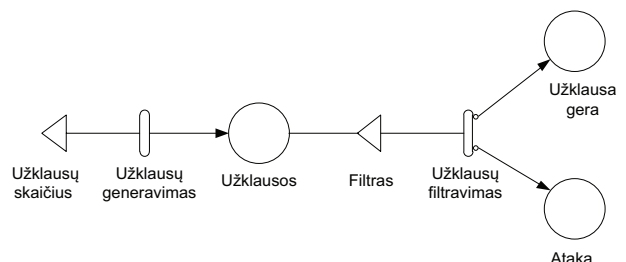 Užklausa
gera
Užklausų
skaičius
Užklausų
generavimas
Užklausos
Filtras
Užklausų
filtravimas
Ataka